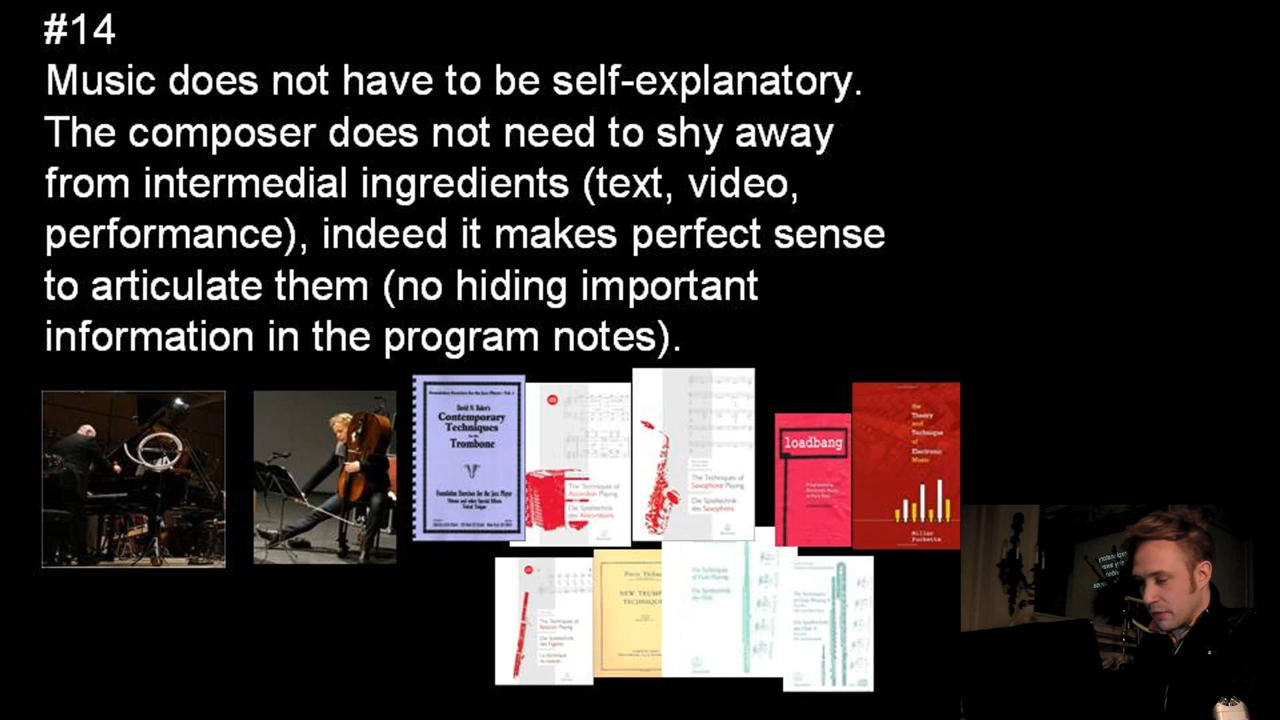 #14
Music does not have to be self-explanatory.
The composer does not need to shy away
from intermedial ingredients (text, video,
performance), indeed it makes perfect sense
to articulate them (no hiding important
information in the program notes).
David N. Baker's
Contemporary
Techniques
for the
Trombone
The Techniques of
Accordion Playing
Die Spieltechnik
des Akkordeons
The Techniques of
Saxophone Playing
Die Spieltechnik
des Saxophons
loadbang
the
Theory
and
Technique
of
Electronic
Music
Miller
Puckette
The Techniques of
Bassoon Playing
Die Spieltechnik
des Fagotts
NEW TRUMP
TECHNIQU
The Techniques
of Flute Playing
Die Spieltechnik
der Flöte